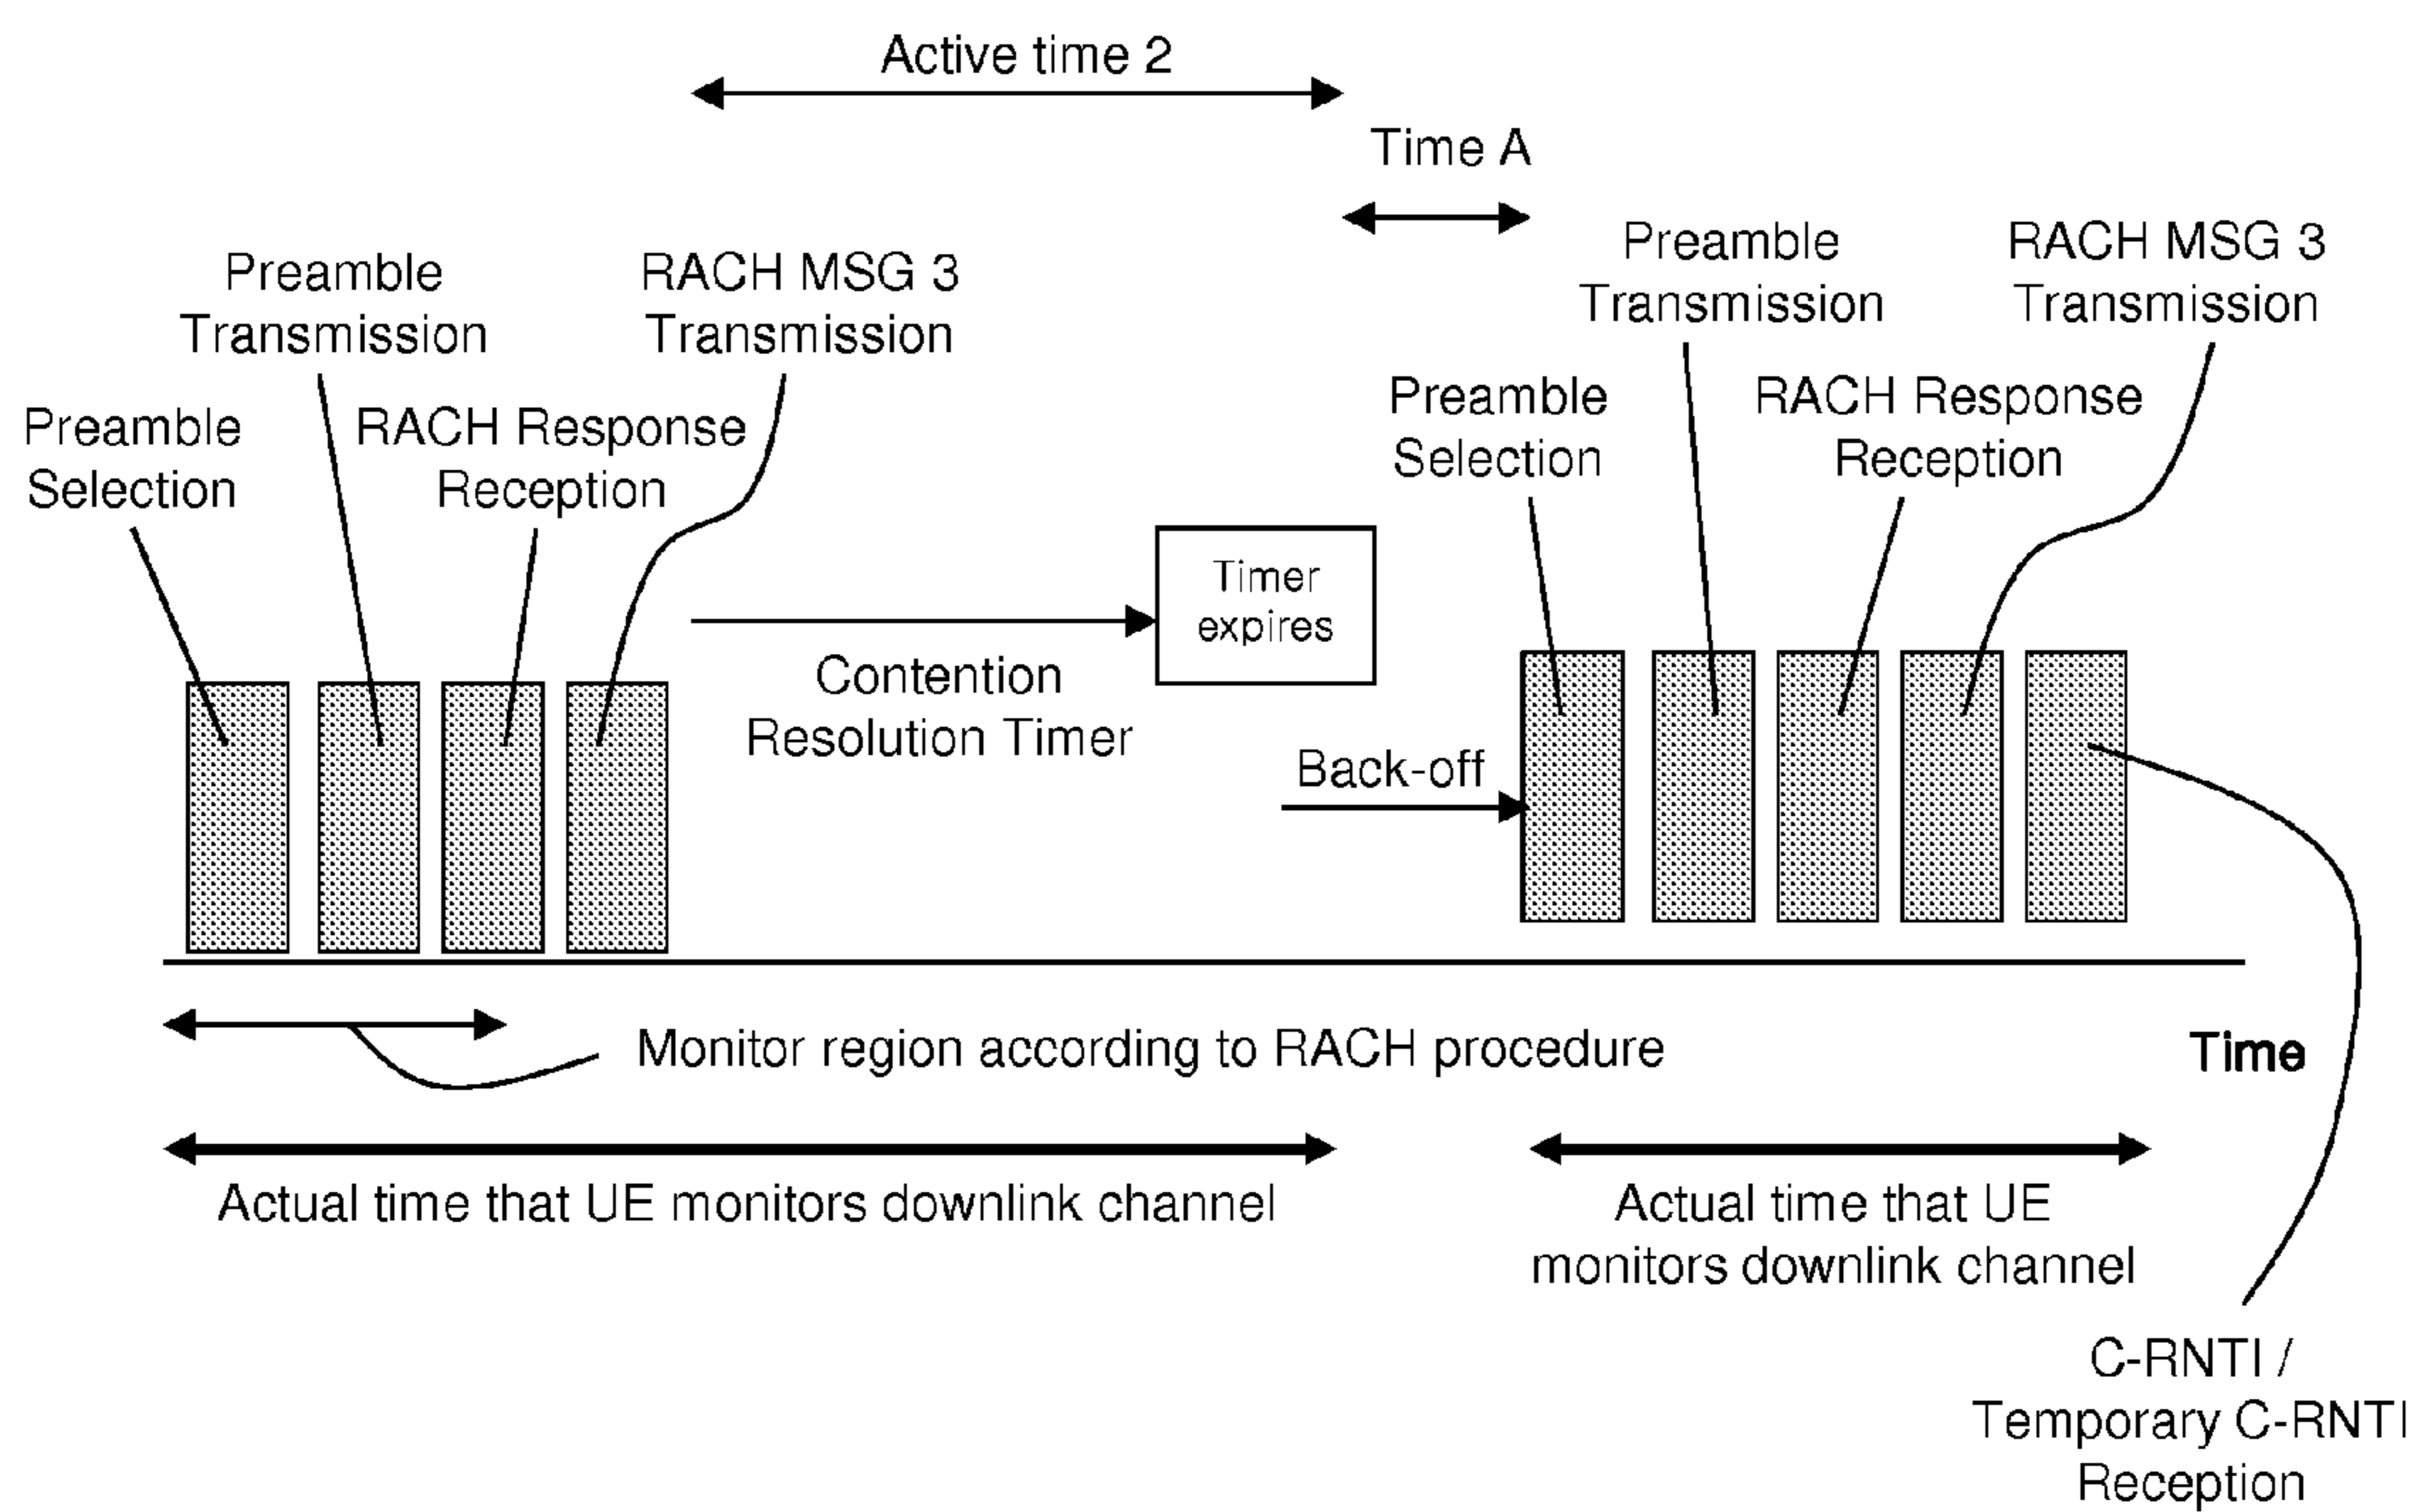 Active time 2
Time A
Preamble
Transmission
RACH MSG 3
Transmission
Preamble
Selection
RACH Response
Reception
Preamble
Transmission
RACH MSG 3
Transmission
Preamble
Selection
RACH Response
Reception
Timer
expires
Contention
Resolution Timer
Back-off
Monitor region according to RACH procedure
Time
Actual time that UE monitors downlink channel
Actual time that UE
monitors downlink channel
C-RNTI /
Temporary C-RNTI
Reception